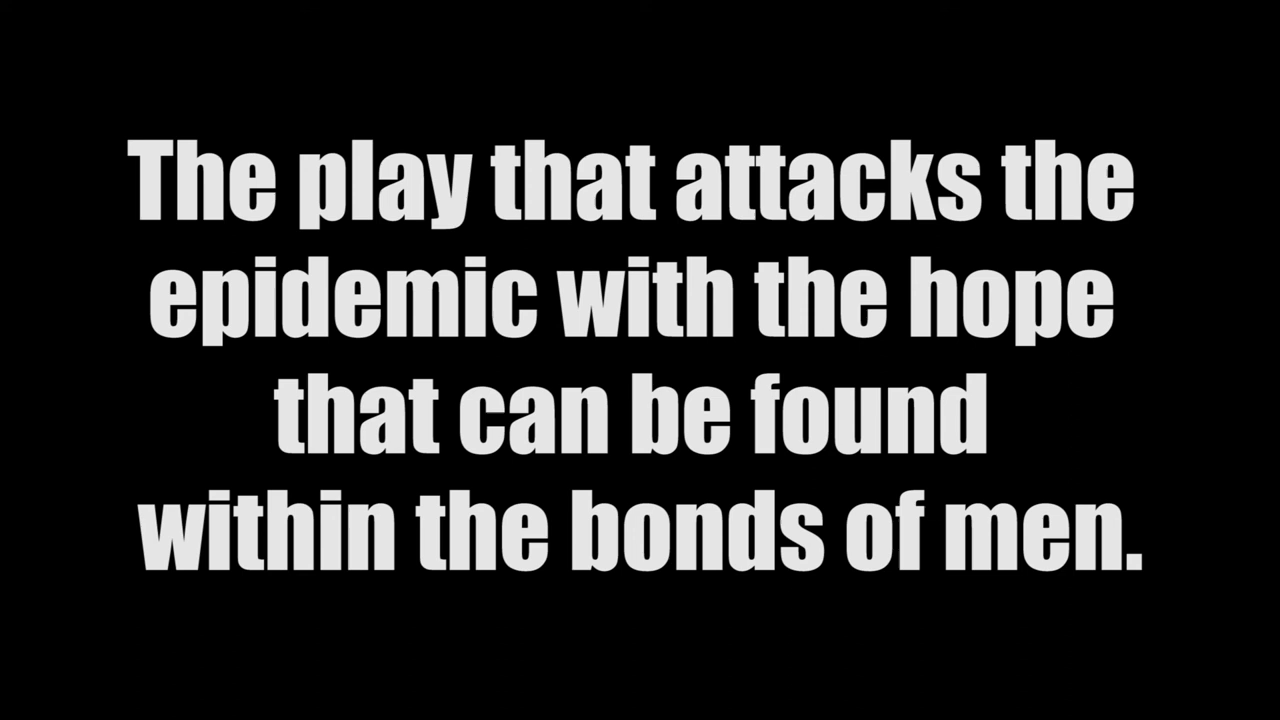 The play that attacks the
epidemic with the hope
that can be found
within the bonds of men.